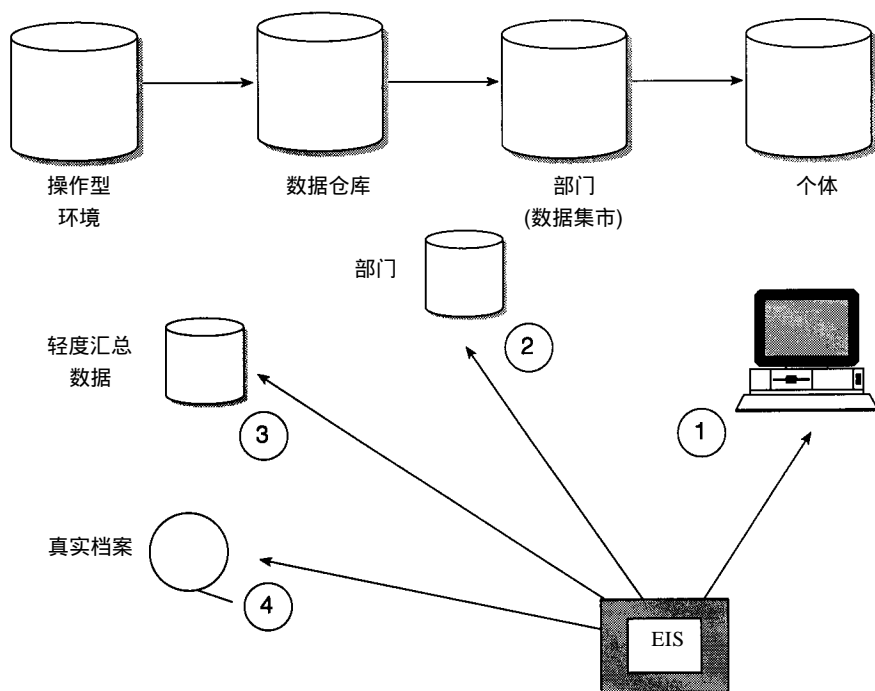 操作型
环境
数据仓库
部门
(数据集市)
个体
部门
2
轻度汇总
数据
1
3
真实档案
4
EIS